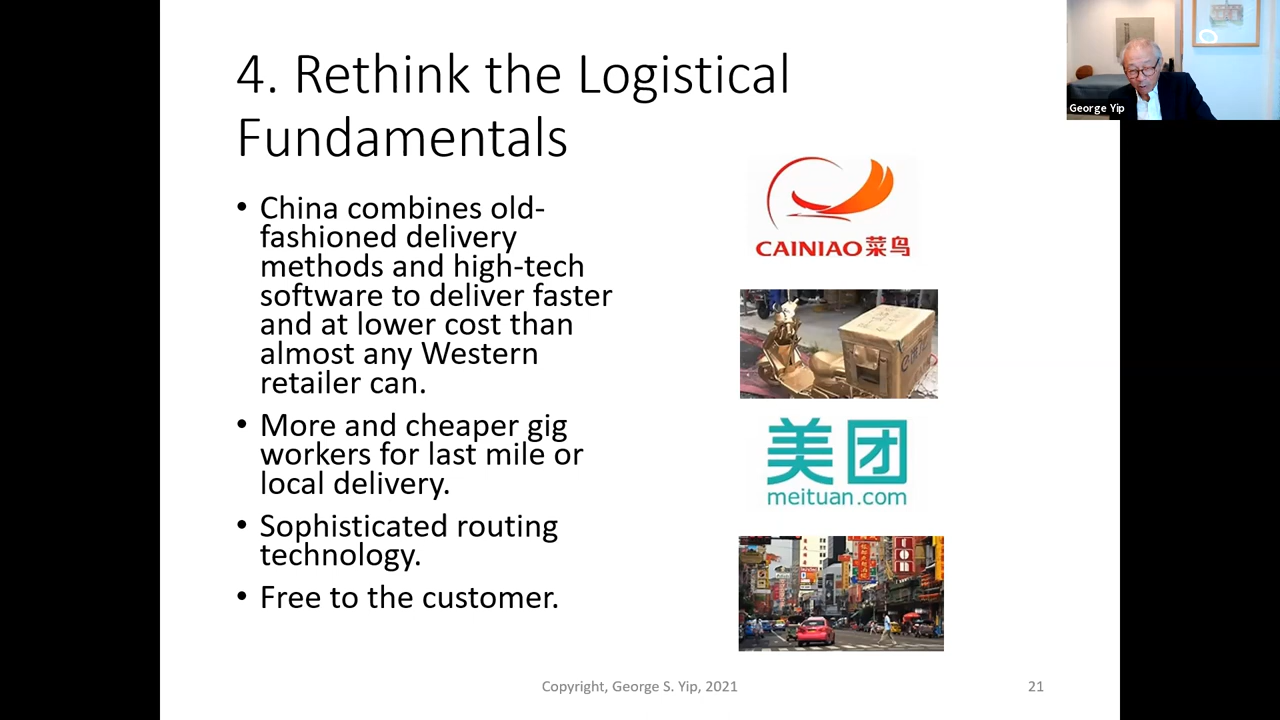 4. Rethink the Logistical
Fundamentals
• China combines old-
fashioned delivery
methods and high-tech
software to deliver faster
and at lower cost than
almost any Western
retailer can.
• More and cheaper gig
workers for last mile or
local delivery.
• Sophisticated routing
technology.
• Free to the customer.
CAINIAO 菜鸟
美团
meituan.com
Copyright, George S. Yip, 2021
21
George Yip